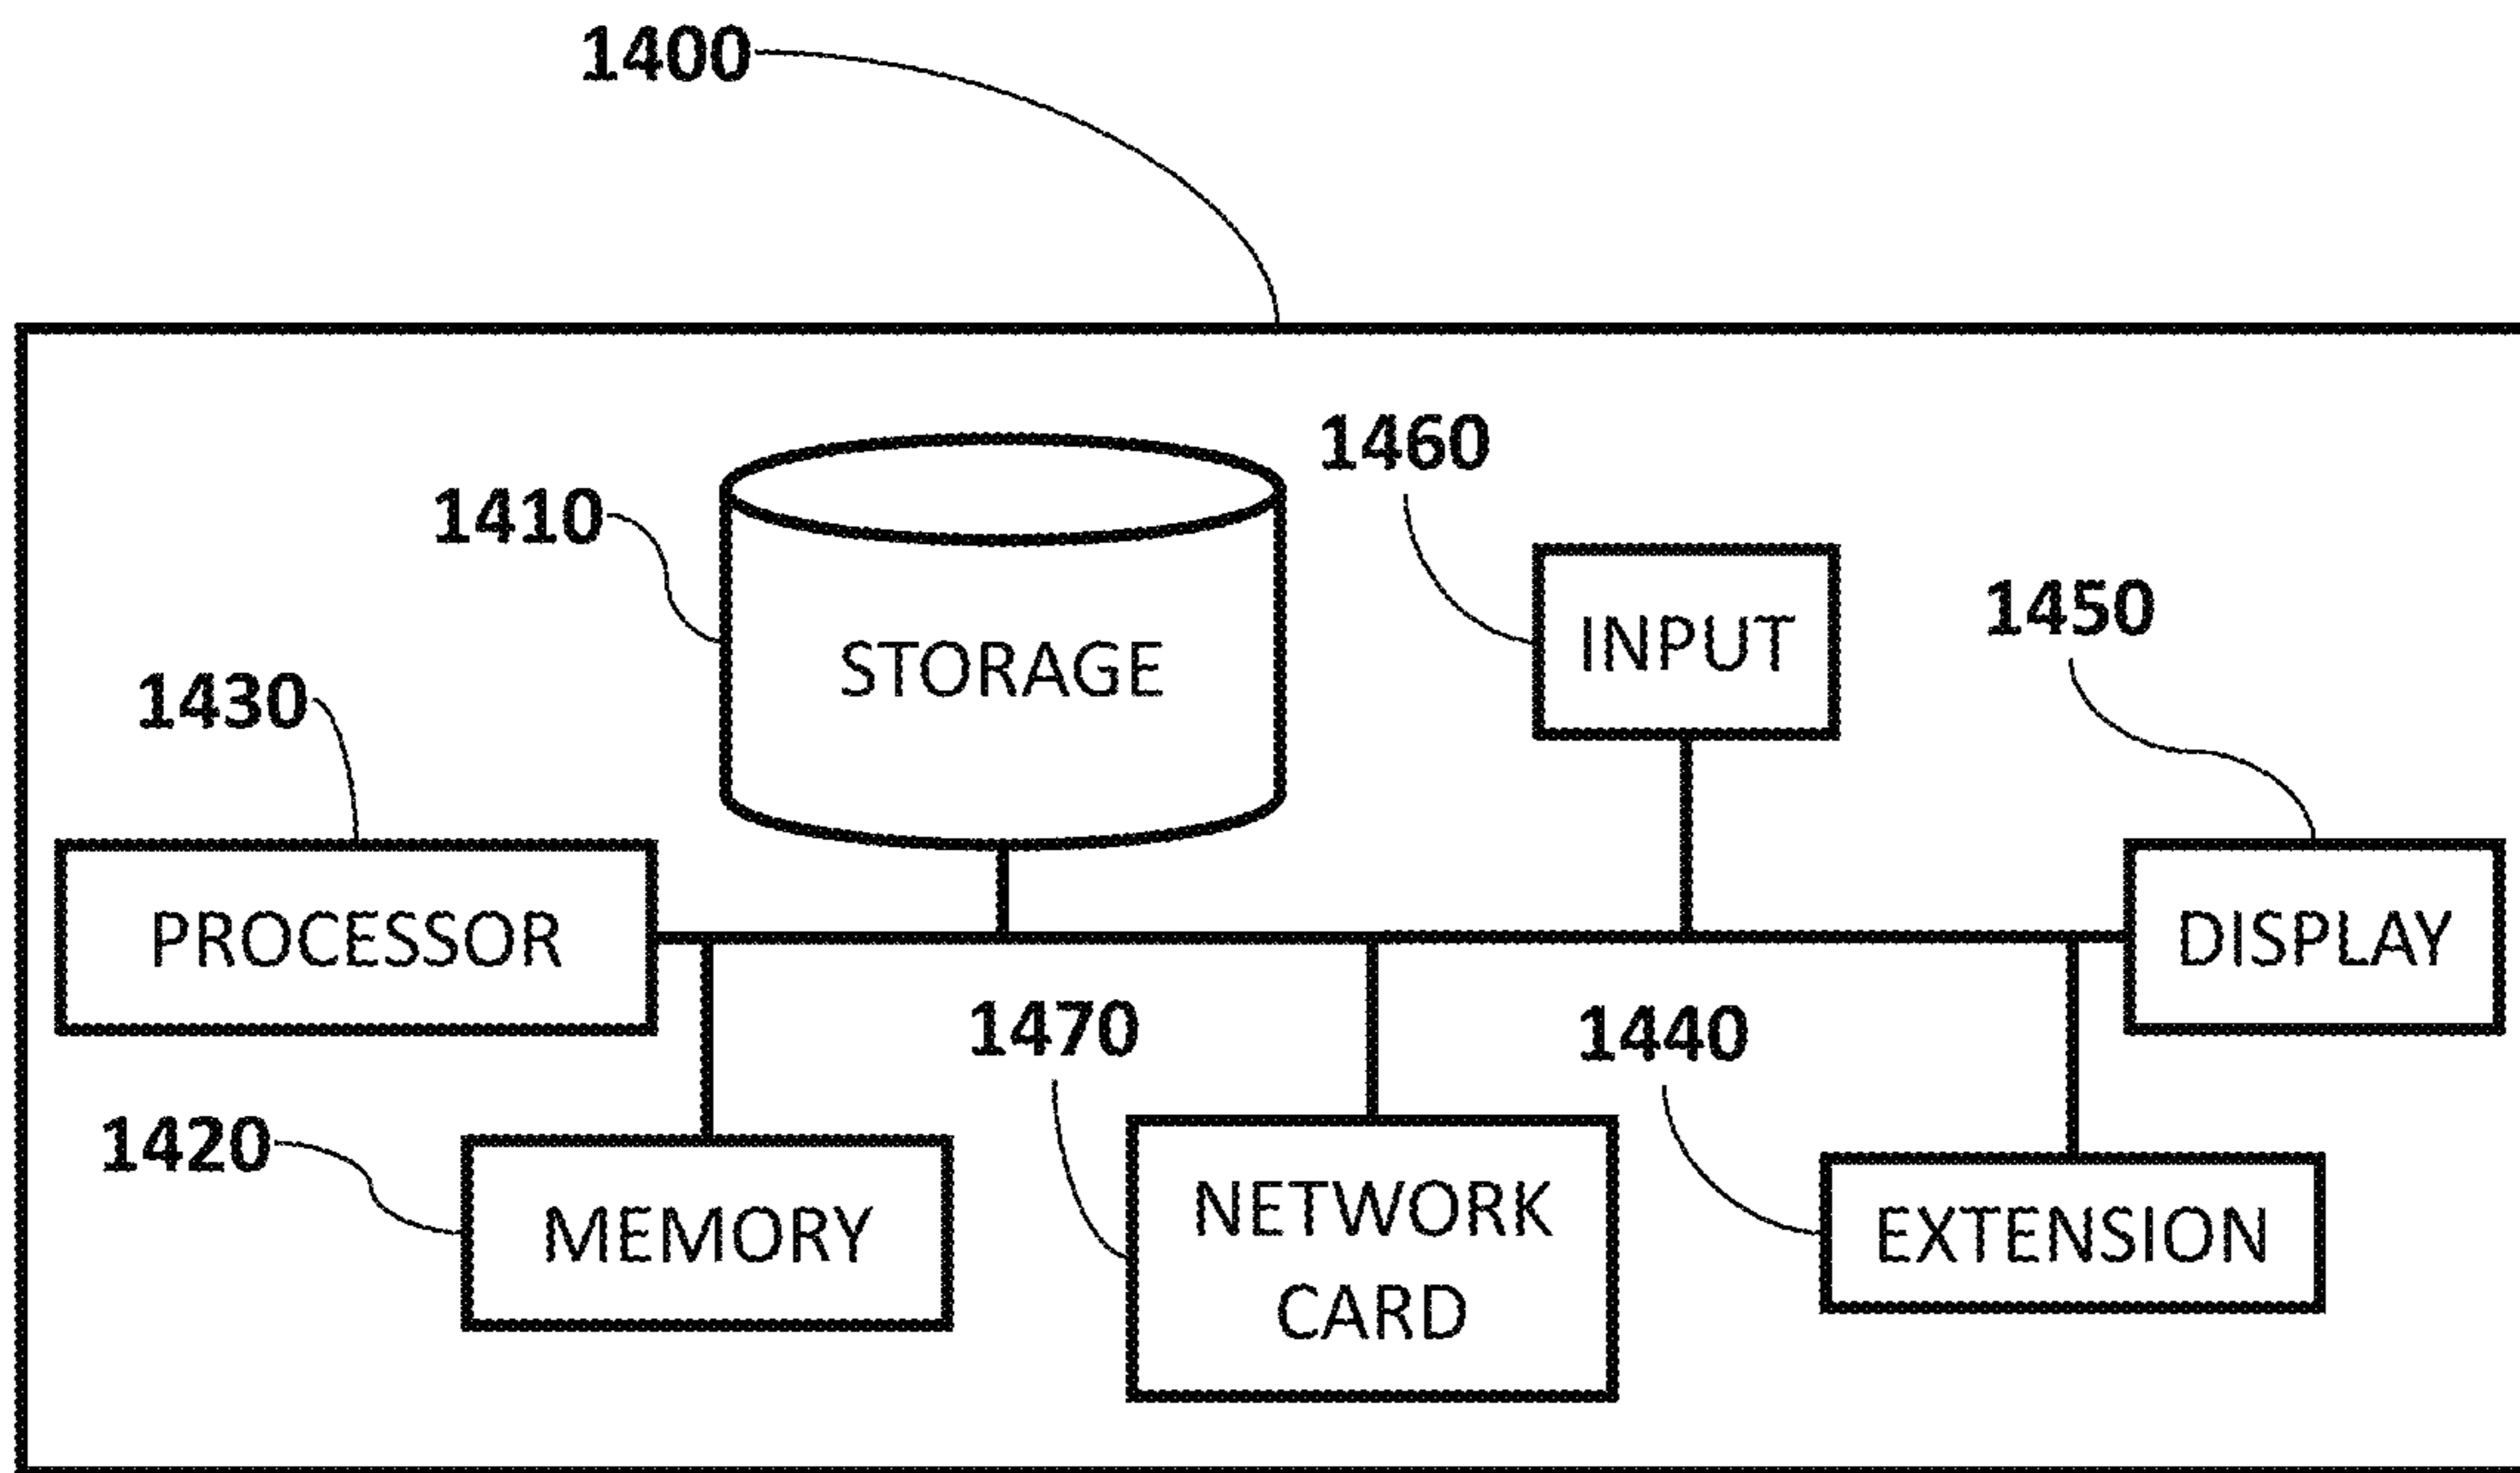 1400
1460
1410
INPUT
1450
STORAGE
1430
PROCESSOR
DISPLAY
1470
1440
1420
MEMORY
NETWORK
CARD
EXTENSION